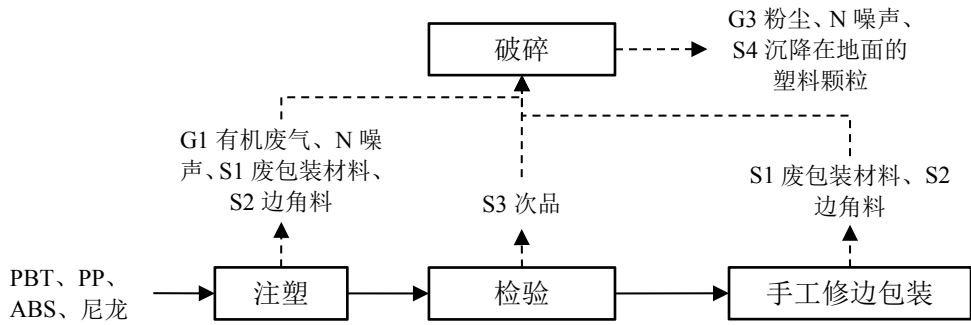 破碎
G3 粉尘、N 噪声、
S4 沉降在地面的
塑料颗粒
G1 有机废气、N 噪
声、S1 废包装材料、
S2 边角料
S3 次品
S1 废包装材料、S2
边角料
PBT、PP、
ABS、尼龙
注塑
检验
手工修边包装